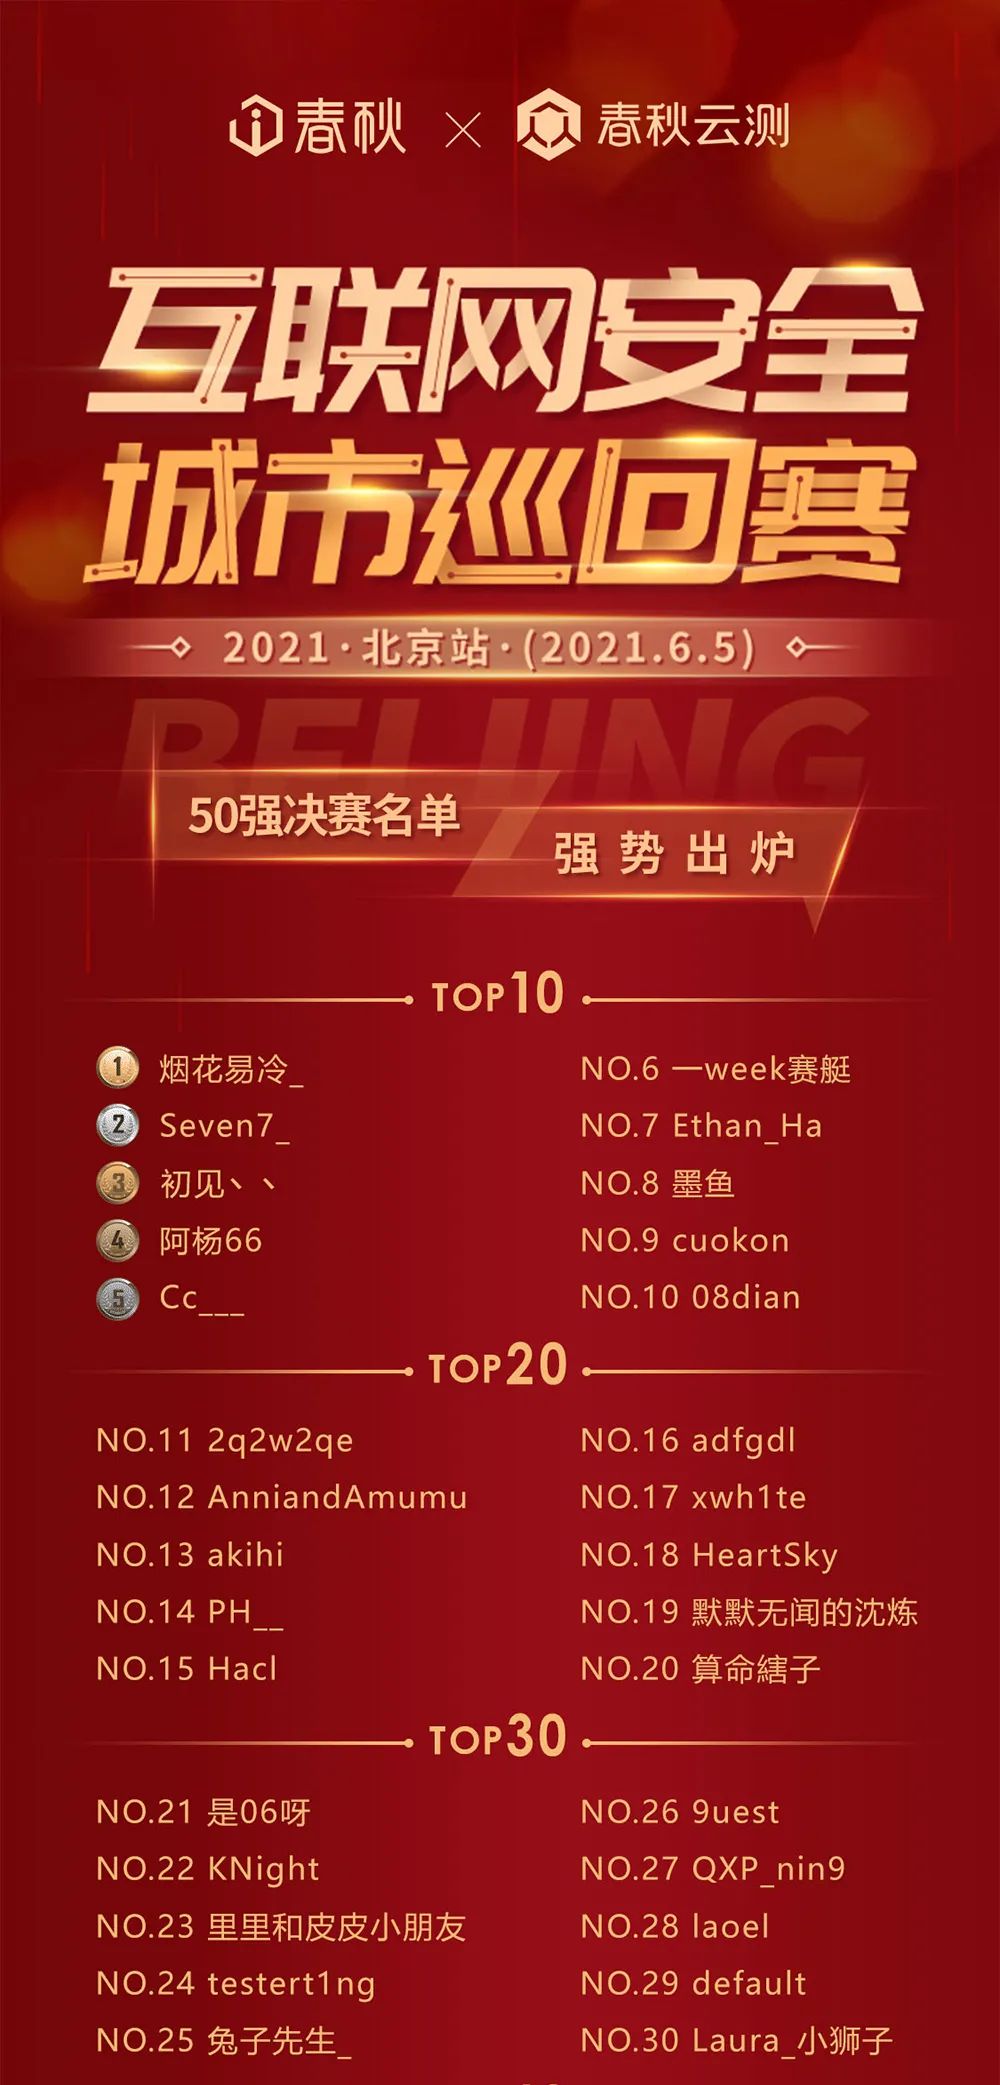 春秋 × 春秋云测
互联网安全
城市巡回赛
2021·北京站·(2021.6.5)
BEIJING
50强决赛名单
强势出炉
TOP10
1 烟花易冷_
2 Seven7_
3 初见丶丶
4 阿杨66
5 Cc___
NO.6 一week赛艇
NO.7 Ethan_Ha
NO.8 墨鱼
NO.9 cuokon
NO.10 08dian
TOP20
NO.11 2q2w2qe
NO.12 AnniandAmumu
NO.13 akihi
NO.14 PH__
NO.15 Hacl
NO.16 adfgdl
NO.17 xwh1te
NO.18 HeartSky
NO.19 默默无闻的沈炼
NO.20 算命縖子
TOP30
NO.21 是06呀
NO.22 KNight
NO.23 里里和皮皮小朋友
NO.24 testert1ng
NO.25 兔子先生_
NO.26 9uest
NO.27 QXP_nin9
NO.28 laoel
NO.29 default
NO.30 Laura_小狮子